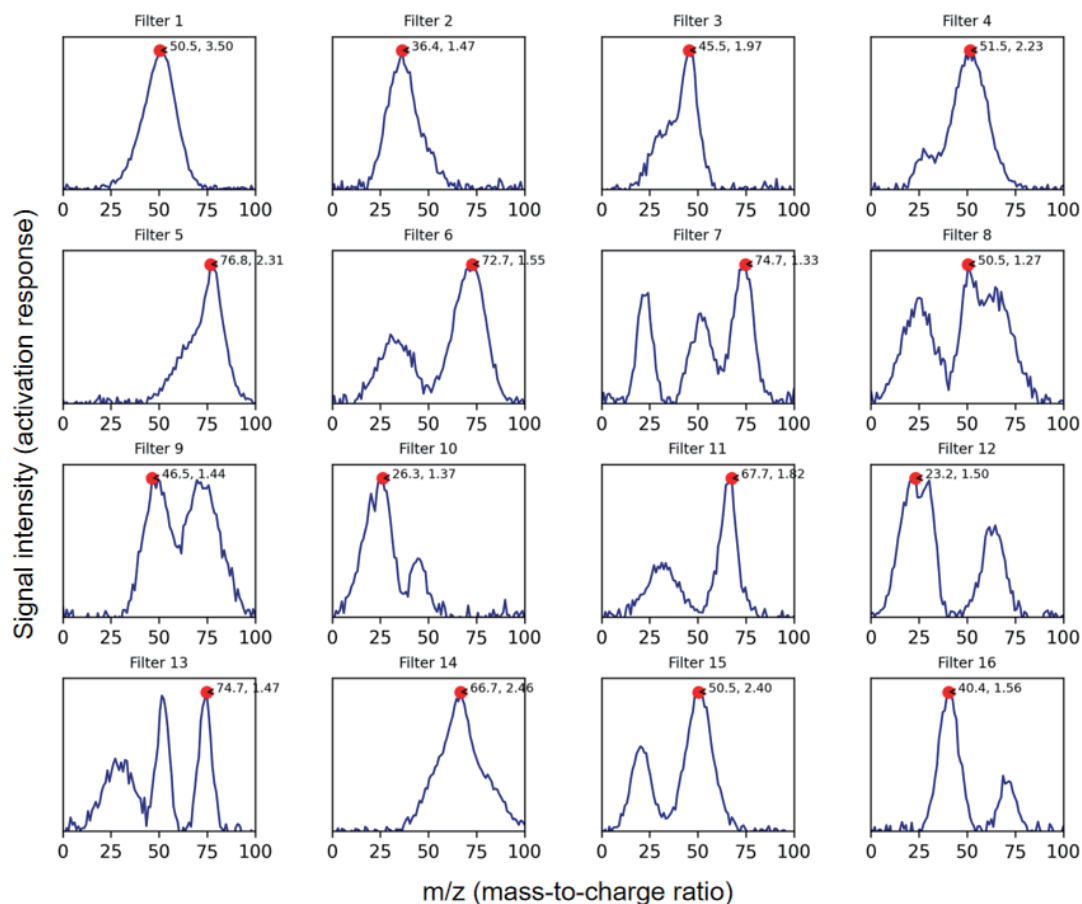 Filter 1 Filter 2 Filter 3 Filter 4
50.5, 3.50 36.4, 1.47 45.5, 1.97 51.5, 2.23
0 25 50 75 100 0 25 50 75 100 0 25 50 75 100 0 25 50 75 100
Filter 5 Filter 6 Filter 7 Filter 8
76.8, 2.31 72.7, 1.55 74.7, 1.33 50.5, 1.27
0 25 50 75 100 0 25 50 75 100 0 25 50 75 100 0 25 50 75 100
Signal intensity (activation response)
Filter 9 Filter 10 Filter 11 Filter 12
46.5, 1.44 26.3, 1.37 67.7, 1.82 23.2, 1.50
0 25 50 75 100 0 25 50 75 100 0 25 50 75 100 0 25 50 75 100
Filter 13 Filter 14 Filter 15 Filter 16
74.7, 1.47 66.7, 2.46 50.5, 2.40 40.4, 1.56
0 25 50 75 100 0 25 50 75 100 0 25 50 75 100 0 25 50 75 100
m/z (mass-to-charge ratio)